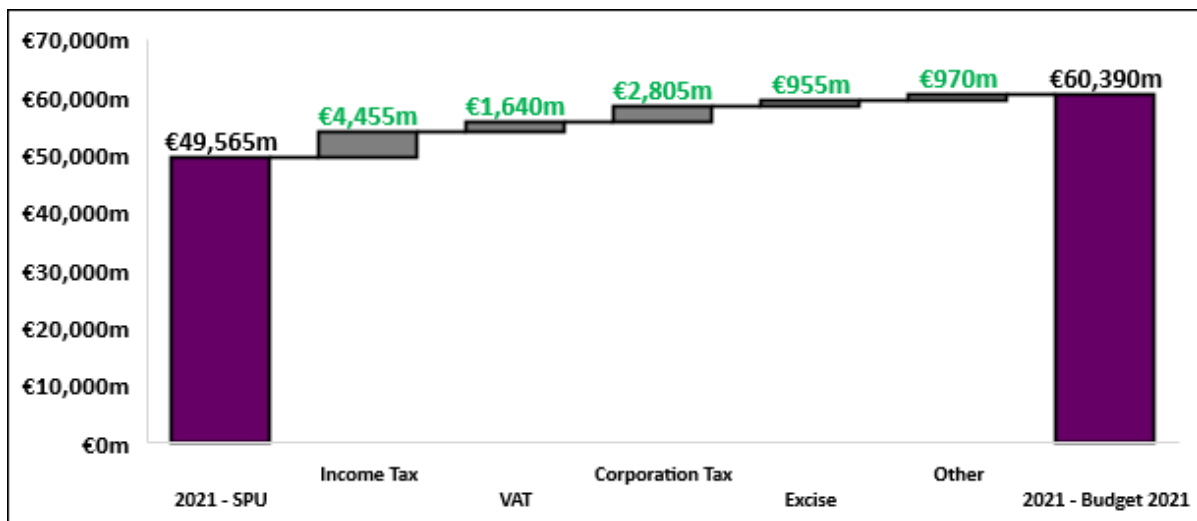 €70,000m
€60,000m
€50,000m
€40,000m
€30,000m
€20,000m
€10,000m
€0m
€49,565m
€4,455m
€1,640m
€2,805m
€955m
€970m
€60,390m
2021 - SPU
Income Tax
VAT
Corporation Tax
Excise
Other
2021 - Budget 2021